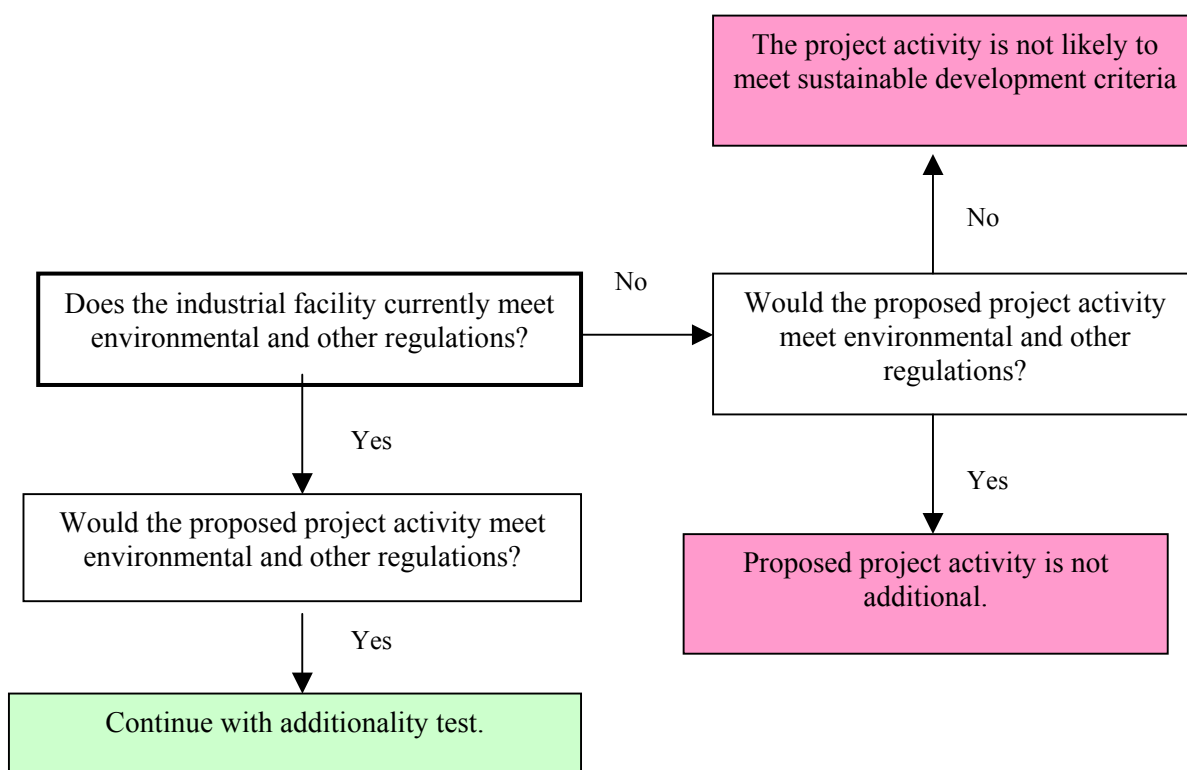 The project activity is not likely to
meet sustainable development criteria
No
Does the industrial facility currently meet
environmental and other regulations?
No
Would the proposed project activity
meet environmental and other
regulations?
Yes
Would the proposed project activity meet
environmental and other regulations?
Yes
Proposed project activity is not
additional.
Yes
Continue with additionality test.